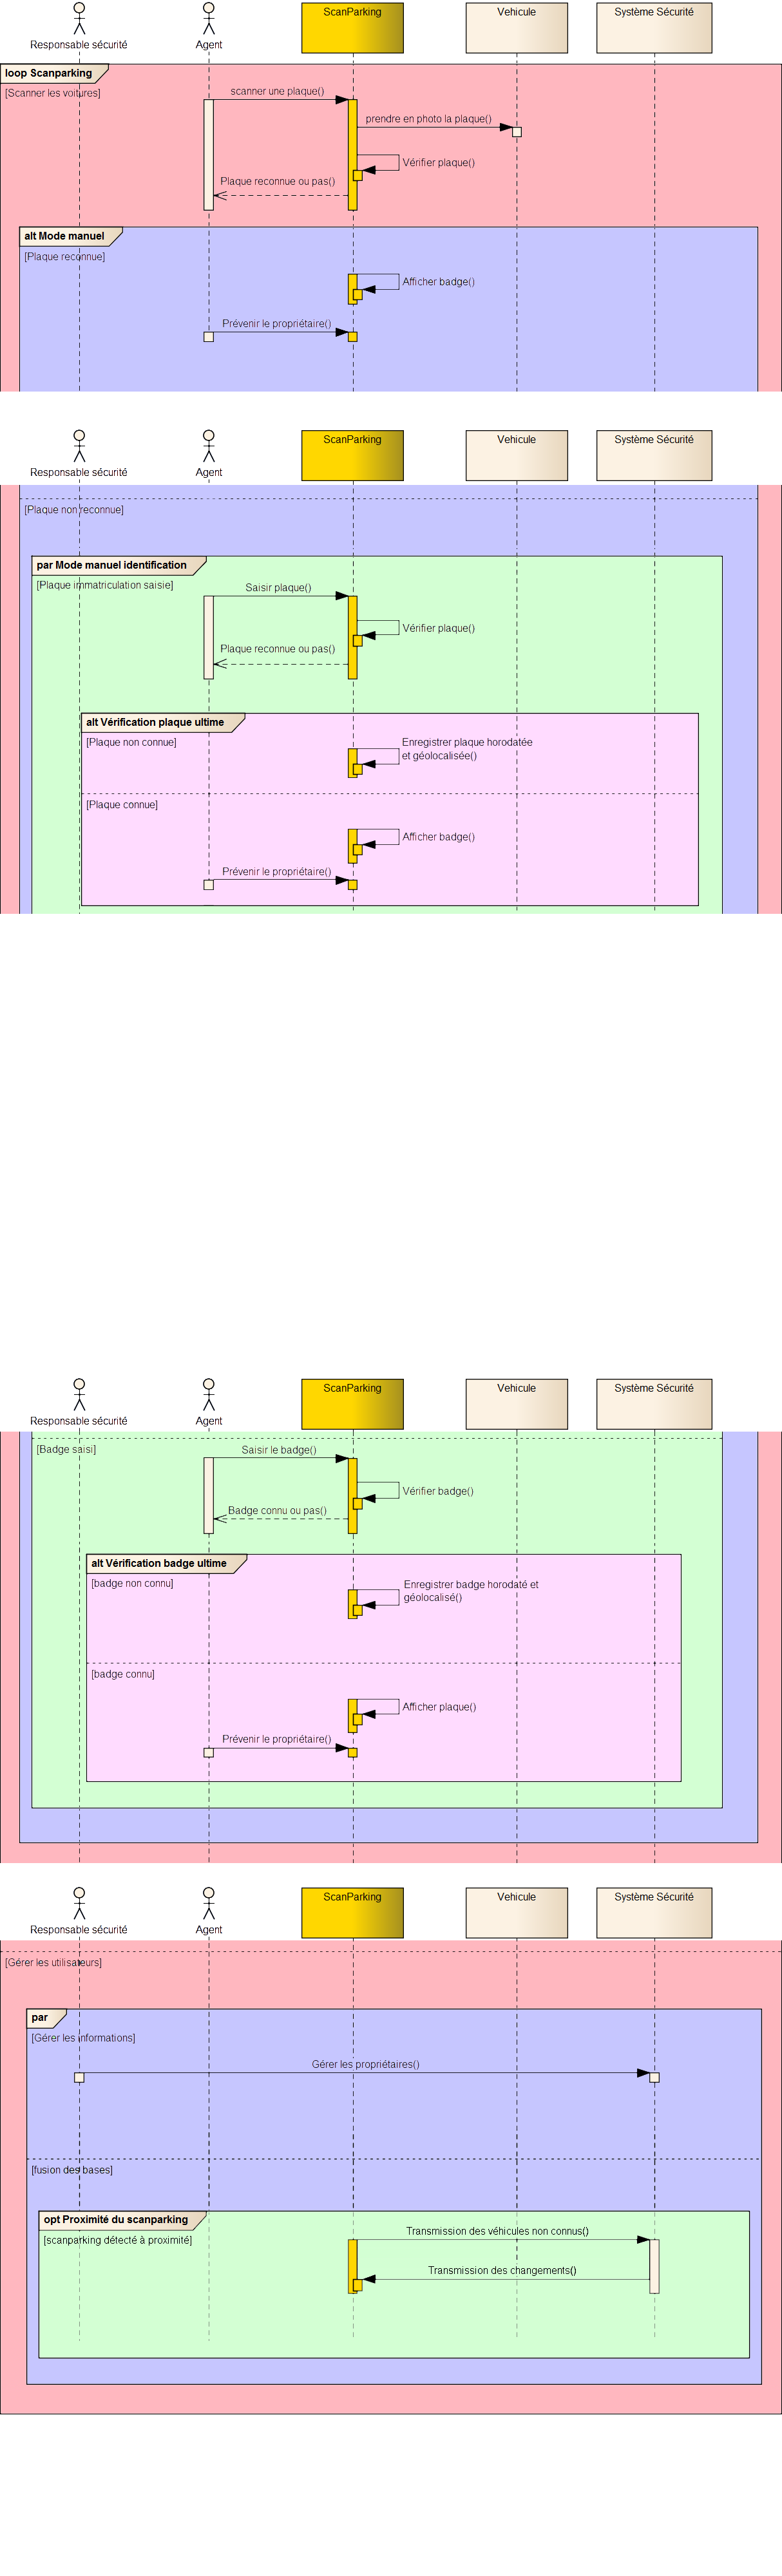 Responsable sécurité
Agent
ScanParking
Vehicule
Système Sécurité
loop Scanparking
[Scanner les voitures]
scanner une plaque()
prendre en photo la plaque()
Vérifier plaque()
Plaque reconnue ou pas()
alt Mode manuel
[Plaque reconnue]
Afficher badge()
Prévenir le propriétaire()
Responsable sécurité
Agent
ScanParking
Vehicule
Système Sécurité
[Plaque non reconnue]
par Mode manuel identification
[Plaque immatriculation saisie]
Saisir plaque()
Vérifier plaque()
Plaque reconnue ou pas()
alt Vérification plaque ultime
[Plaque non connue]
Enregistrer plaque horodatée
et géolocalisée()
[Plaque connue]
Afficher badge()
Prévenir le propriétaire()
Responsable sécurité
Agent
ScanParking
Vehicule
Système Sécurité
[Badge saisi]
Saisir le badge()
Vérifier badge()
Badge connu ou pas()
alt Vérification badge ultime
[badge non connu]
Enregistrer badge horodaté et
géolocalisé()
[badge connu]
Afficher plaque()
Prévenir le propriétaire()
Responsable sécurité
Agent
ScanParking
Vehicule
Système Sécurité
[Gérer les utilisateurs]
par
[Gérer les informations]
Gérer les propriétaires()
[fusion des bases]
opt Proximité du scanparking
[scanparking détecté à proximité]
Transmission des véhicules non connus()
Transmission des changements()